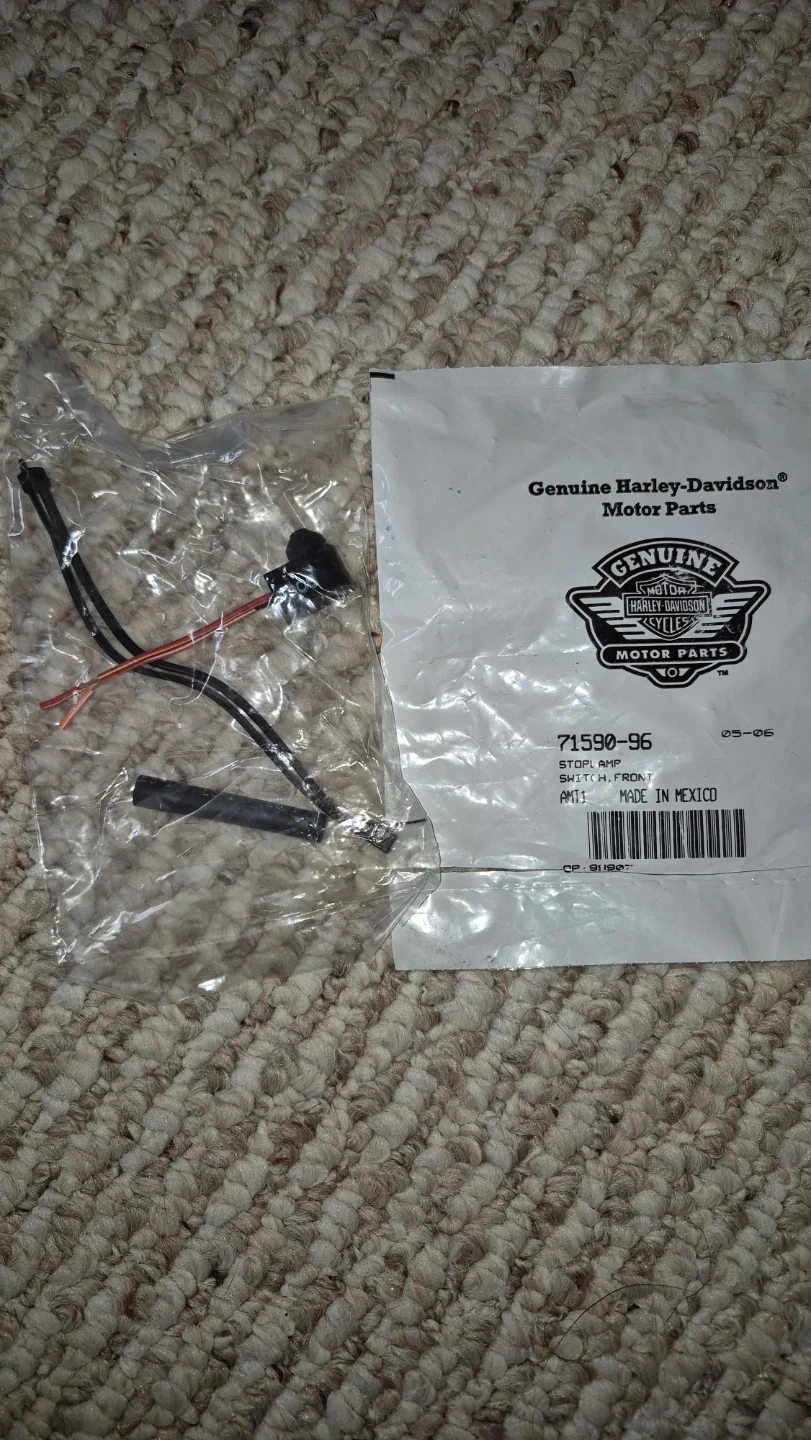 Genuine Harley-Davidson®
Motor Parts
GENUINE
MOTOR
HARLEY-DAVIDSON
CYCLES
MOTOR PARTS
TM
71590-96
05-06
STOPLAMP
SWITCH, FRONT
AMT1 MADE IN MEXICO